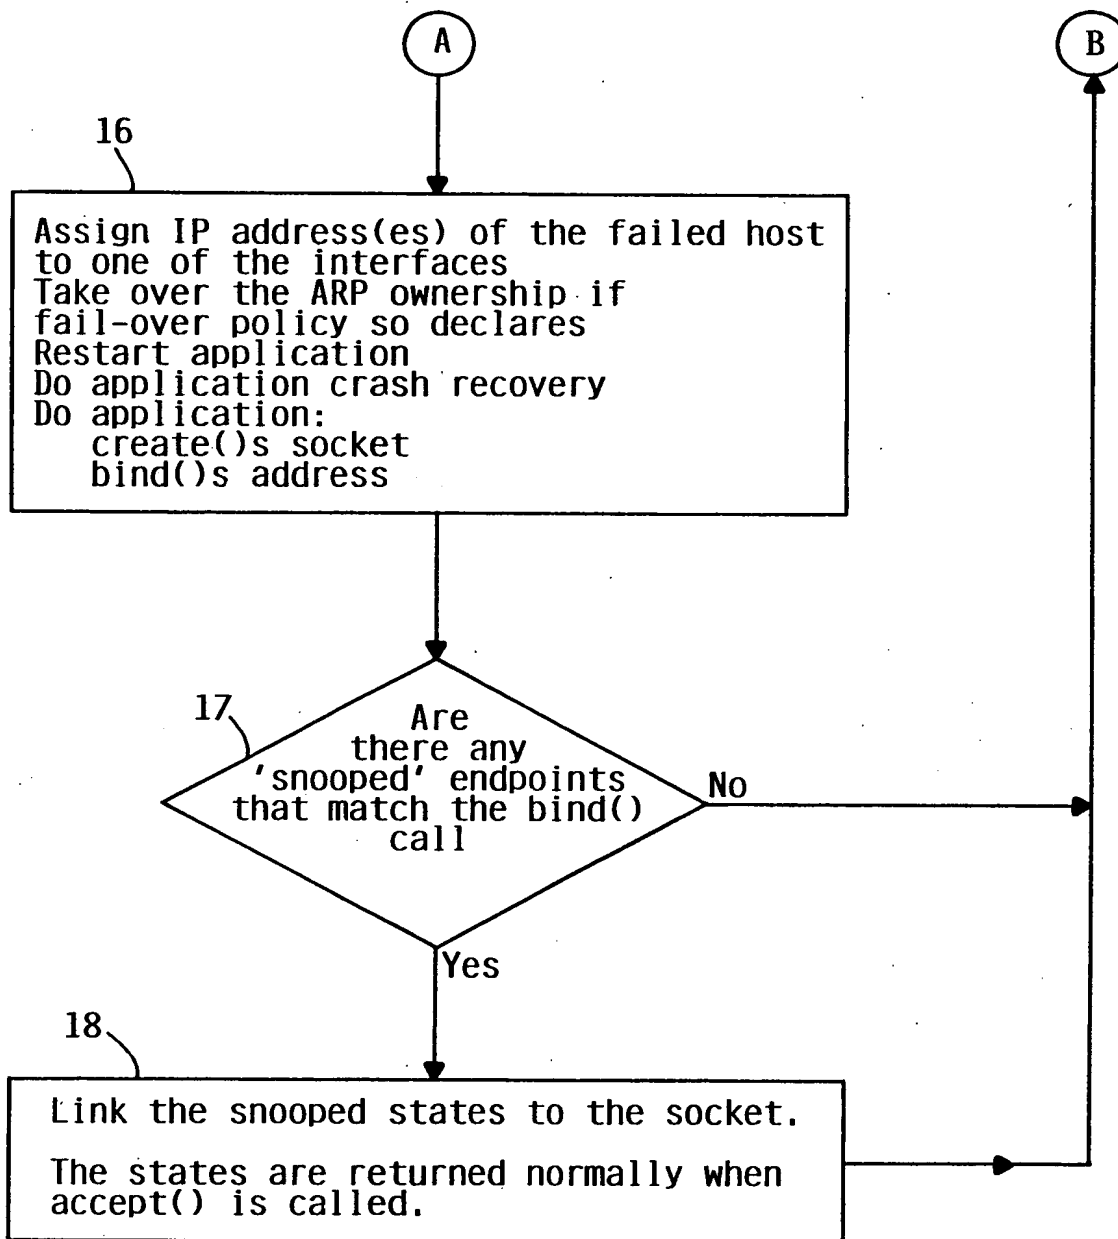 A
B
16
Assign IP address(es) of the failed host
to one of the interfaces
Take over the ARP ownership if
fail-over policy so declares
Restart application
Do application crash recovery
Do application:
create()s socket
bind()s address
17
Are
there any
'snooped' endpoints
that match the bind()
call
No
Yes
18
Link the snooped states to the socket.
The states are returned normally when
accept() is called.